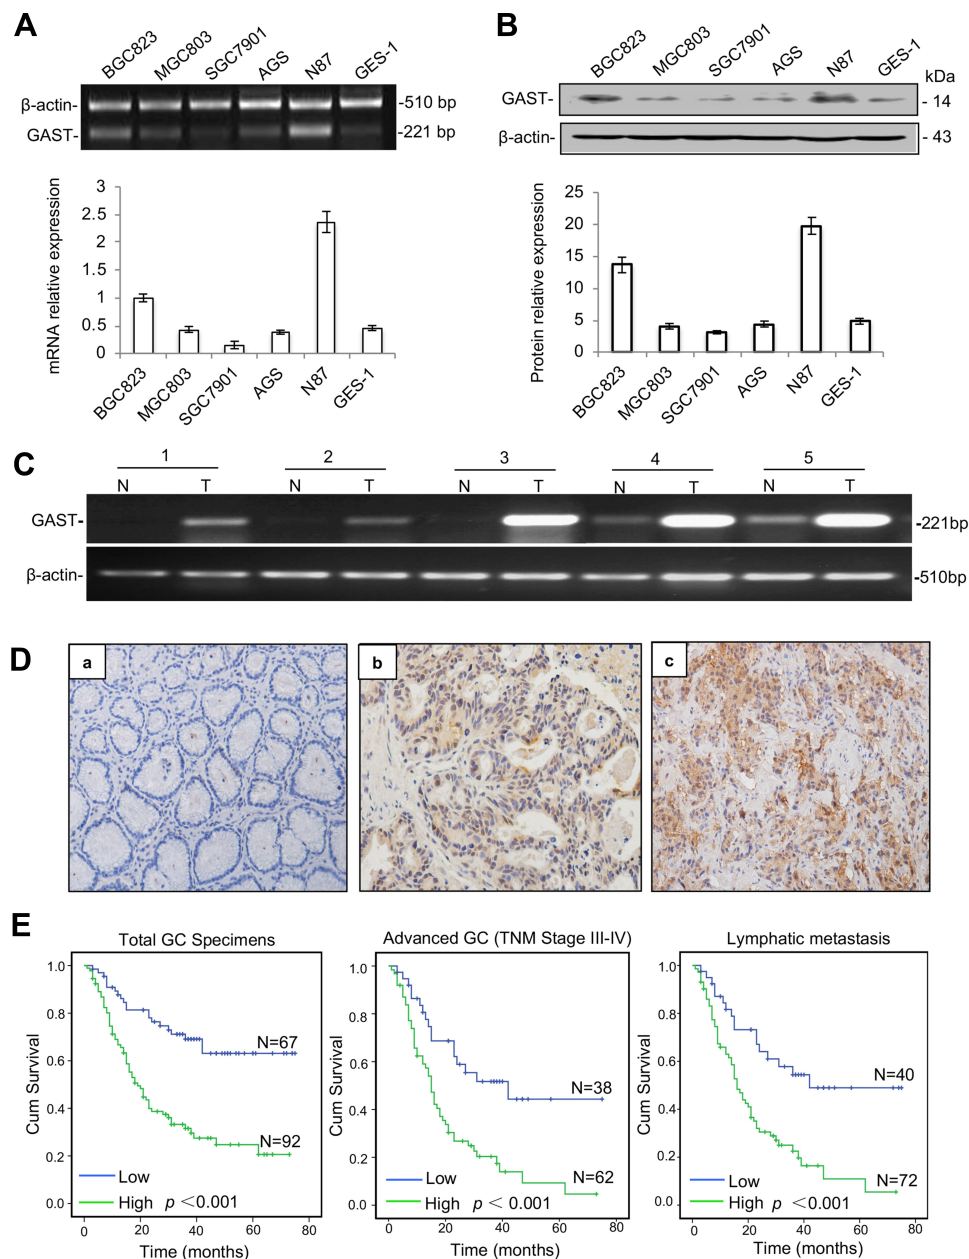 A
BGC823 MGC803 SGC7901 AGS N87 GES-1
β-actin- -510 bp
GAST- -221 bp
mRNA relative expression
3
2.5
2
1.5
1
0.5
0
BGC823 MGC803 SGC7901 AGS N87 GES-1
B
BGC823 MGC803 SGC7901 AGS N87 GES-1
kDa
GAST- - 14
β-actin- - 43
Protein relative expression
25
20
15
10
5
0
BGC823 MGC803 SGC7901 AGS N87 GES-1
C
1 2 3 4 5
N T N T N T N T N T
GAST- -221bp
β-actin- -510bp
D
a b c
E
Total GC Specimens
Cum Survival
1.0
0.8
0.6
0.4
0.2
0.0
N=67
N=92
Low
High p <0.001
0 20 40 60 80
Time (months)
Advanced GC (TNM Stage III-IV)
Cum Survival
1.0
0.8
0.6
0.4
0.2
0.0
N=38
N=62
Low
High p < 0.001
0 20 40 60 80
Time (months)
Lymphatic metastasis
Cum Survival
1.0
0.8
0.6
0.4
0.2
0.0
N=40
N=72
Low
High p <0.001
0 20 40 60 80
Time (months)